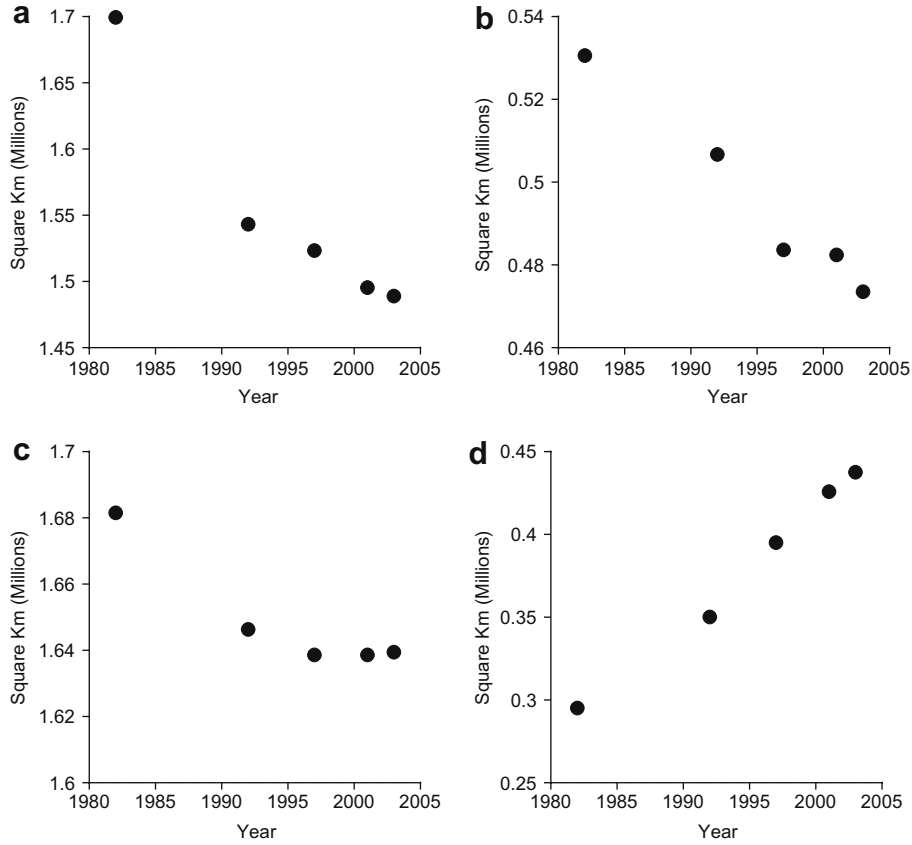 a
1.7
1.65
1.6
1.55
1.5
1.45
Square Km (Millions)
1980 1985 1990 1995 2000 2005
Year
b
0.54
0.52
0.5
0.48
0.46
Square Km (Millions)
1980 1985 1990 1995 2000 2005
Year
c
1.7
1.68
1.66
1.64
1.62
1.6
Square Km (Millions)
1980 1985 1990 1995 2000 2005
Year
d
0.45
0.4
0.35
0.3
0.25
Square Km (Millions)
1980 1985 1990 1995 2000 2005
Year